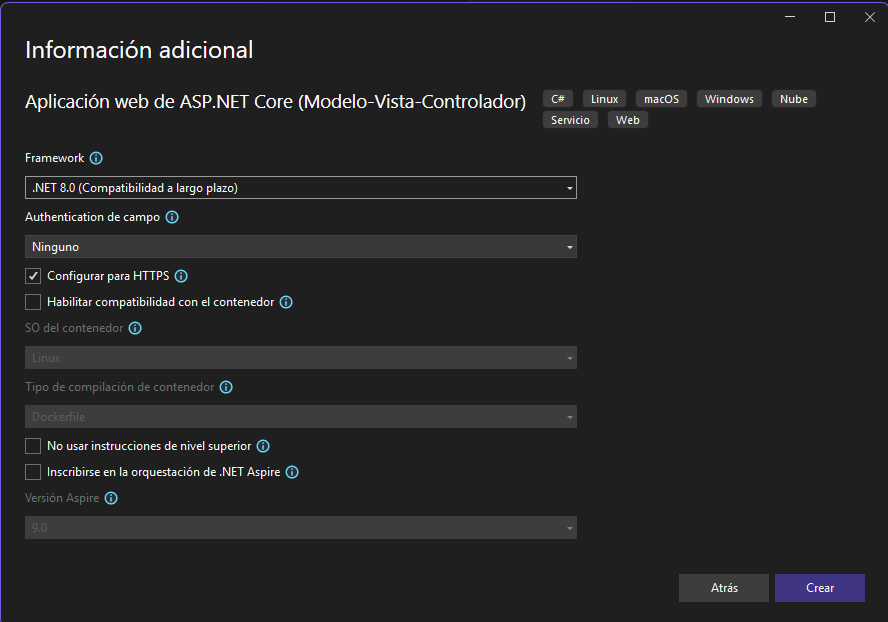 Información adicional
Aplicación web de ASP.NET Core (Modelo-Vista-Controlador)
C# Linux macOS Windows Nube
Servicio Web
Framework
.NET 8.0 (Compatibilidad a largo plazo)
Authentication de campo
Ninguno
Configurar para HTTPS
Habilitar compatibilidad con el contenedor
SO del contenedor
Linux
Tipo de compilación de contenedor
Dockerfile
No usar instrucciones de nivel superior
Inscribirse en la orquestación de .NET Aspire
Versión Aspire
9.0
Atrás Crear